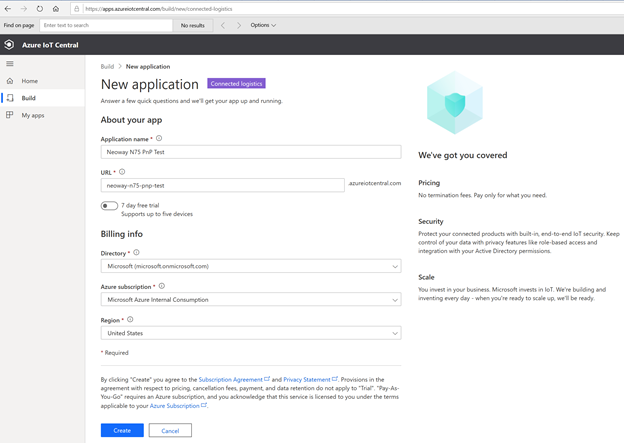 https://apps.azureiotcentral.com/build/new/connected-logistics
Find on page
Enter text to search
No results
Options
Azure IoT Central
Home
Build
My apps
Build > New application
New application
Connected logistics
Answer a few quick questions and we'll get your app up and running.
About your app
Application name *
Neoway N75 PnP Test
URL *
neoway-n75-pnp-test
.azureiotcentral.com
7 day free trial
Supports up to five devices
Billing info
Directory *
Microsoft (microsoft.onmicrosoft.com)
Azure subscription *
Microsoft Azure Internal Consumption
Region *
United States
* Required
By clicking "Create" you agree to the Subscription Agreement and Privacy Statement. Provisions in the
agreement with respect to pricing, cancellation fees, payment, and data retention do not apply to "Trial". "Pay-As-
You-Go" requires an Azure subscription, and you acknowledge that this service is licensed to you under the terms
applicable to your Azure Subscription.
Create
Cancel
We've got you covered
Pricing
No termination fees. Pay only for what you need.
Security
Protect your connected products with built-in, end-to-end IoT security. Keep
control of your data with privacy features like role-based access and
integration with your Active Directory permissions.
Scale
You invest in your business. Microsoft invests in IoT. We're building and
inventing every day - when you're ready to scale up, we'll be ready.